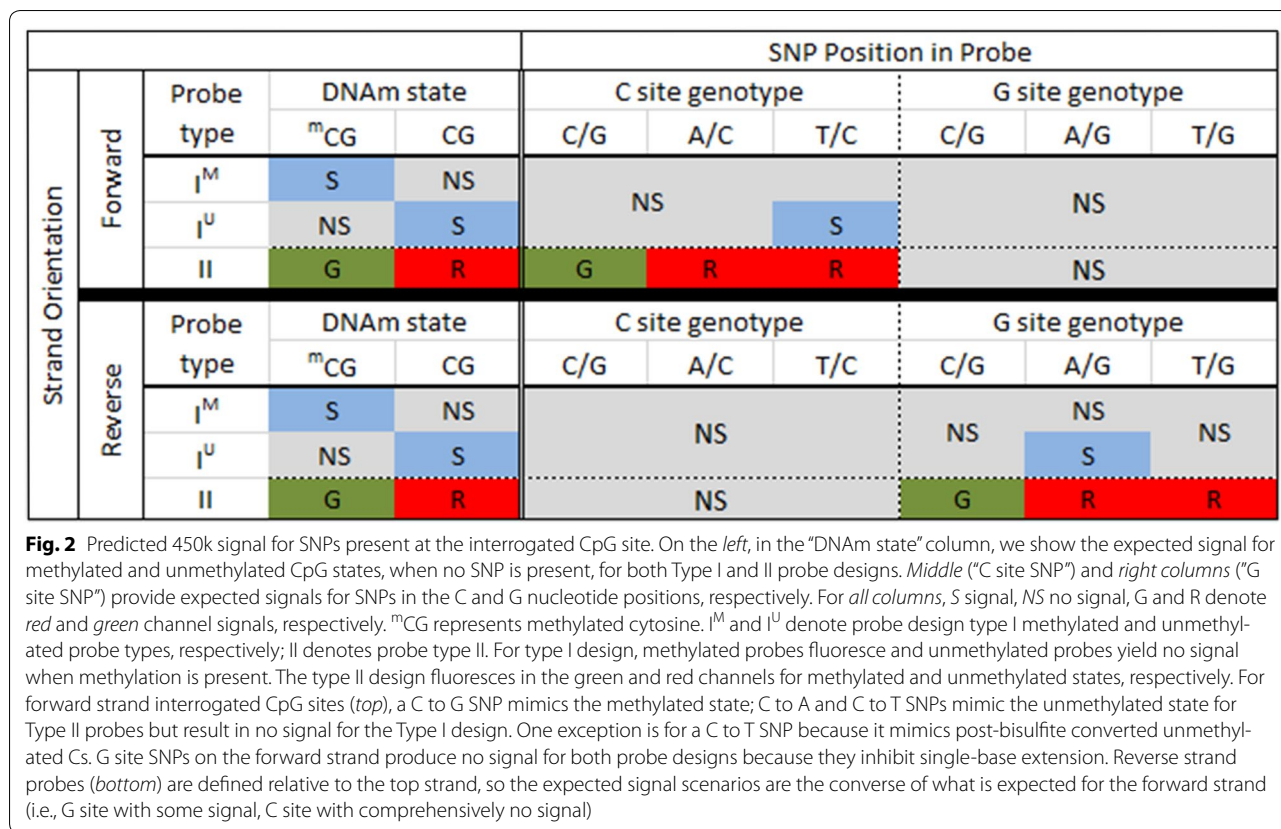 SNP Position in Probe
Strand Orientation
Forward
Probe type DNAm state C site genotype G site genotype
ᵐCG CG C/G A/C T/C C/G A/G T/G
Iᴹ S NS NS NS
Iᵁ NS S S
II G R G R R NS
Reverse
Probe type DNAm state C site genotype G site genotype
ᵐCG CG C/G A/C T/C C/G A/G T/G
Iᴹ S NS NS NS NS NS
Iᵁ NS S S
II G R NS G R R
Fig. 2 Predicted 450k signal for SNPs present at the interrogated CpG site. On the left, in the "DNAm state" column, we show the expected signal for
methylated and unmethylated CpG states, when no SNP is present, for both Type I and II probe designs. Middle ("C site SNP") and right columns ("G
site SNP") provide expected signals for SNPs in the C and G nucleotide positions, respectively. For all columns, S signal, NS no signal, G and R denote
red and green channel signals, respectively. ᵐCG represents methylated cytosine. Iᴹ and Iᵁ denote probe design type I methylated and unmethyl-
ated probe types, respectively; II denotes probe type II. For type I design, methylated probes fluoresce and unmethylated probes yield no signal
when methylation is present. The type II design fluoresces in the green and red channels for methylated and unmethylated states, respectively. For
forward strand interrogated CpG sites (top), a C to G SNP mimics the methylated state; C to A and C to T SNPs mimic the unmethylated state for
Type II probes but result in no signal for the Type I design. One exception is for a C to T SNP because it mimics post-bisulfite converted unmethyl-
ated Cs. G site SNPs on the forward strand produce no signal for both probe designs because they inhibit single-base extension. Reverse strand
probes (bottom) are defined relative to the top strand, so the expected signal scenarios are the converse of what is expected for the forward strand
(i.e., G site with some signal, C site with comprehensively no signal)